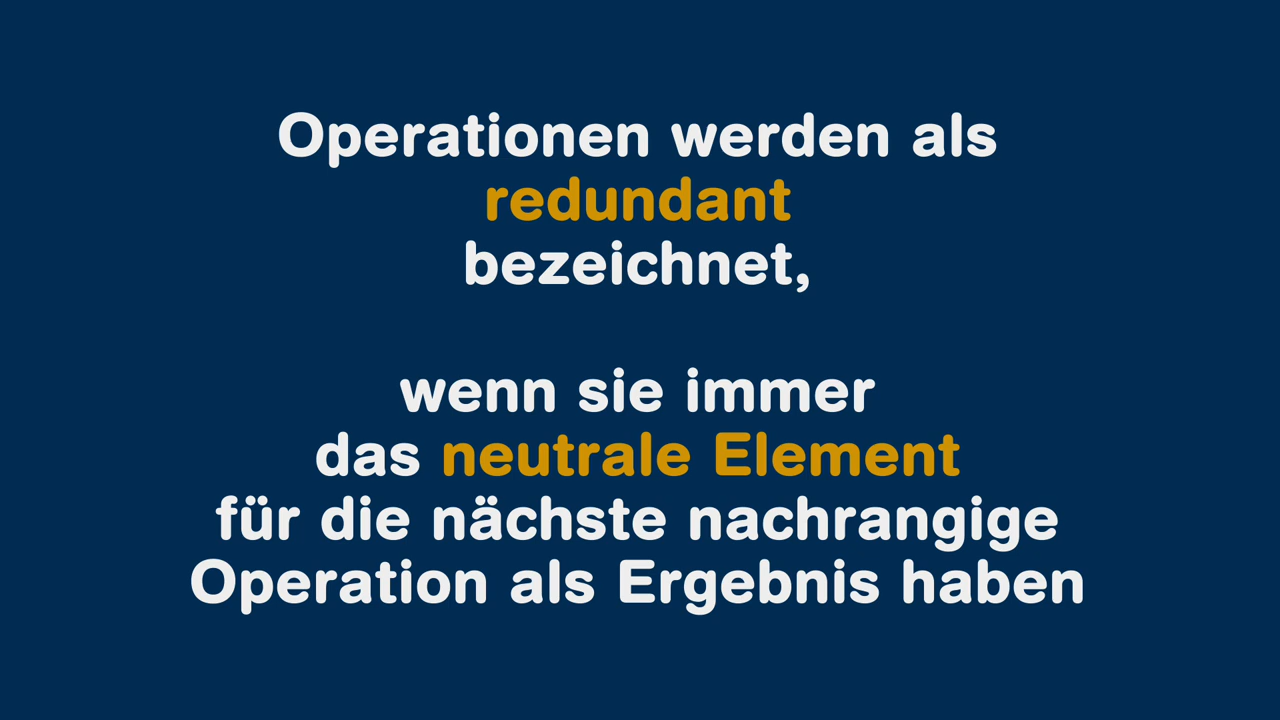 Operationen werden als
redundant
bezeichnet,
wenn sie immer
das neutrale Element
für die nächste nachrangige
Operation als Ergebnis haben